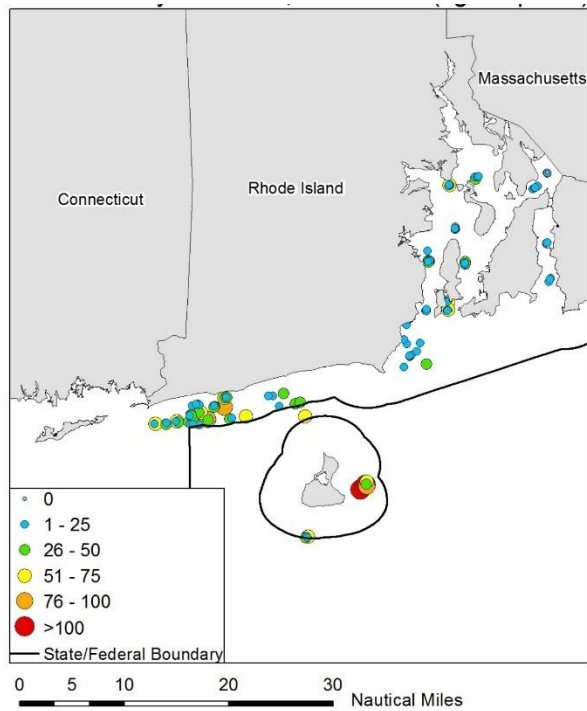 Massachusetts
Rhode Island
Connecticut
0
1 - 25
26 - 50
51 - 75
76 - 100
>100
State/Federal Boundary
0 5 10 20 30
Nautical Miles